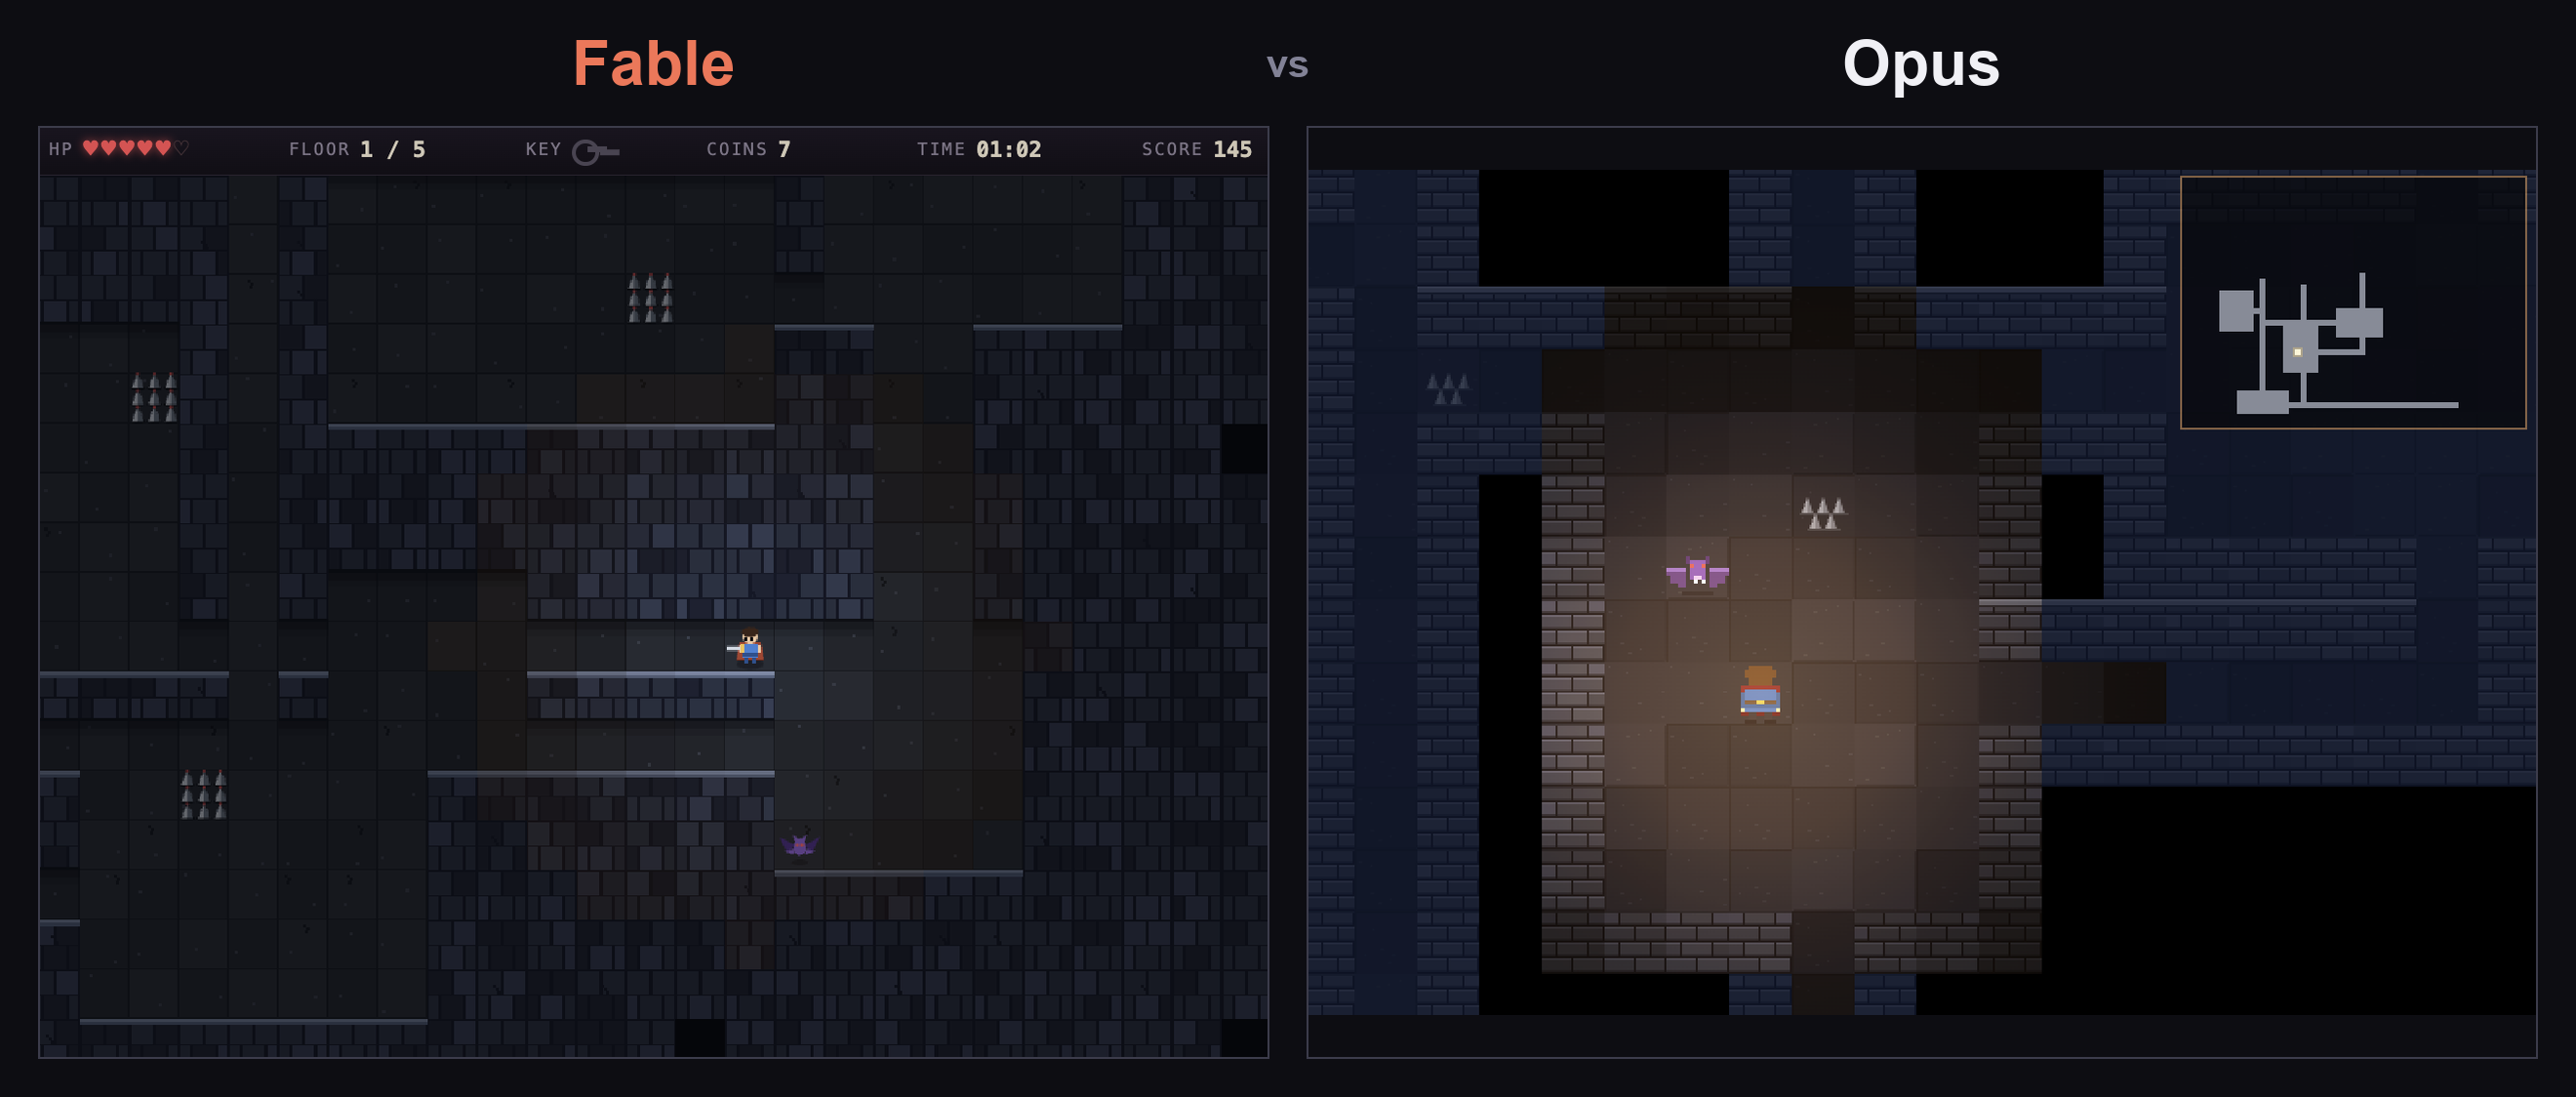 Fable vs Opus
HP ♥♥♥♥♥♡ FLOOR 1 / 5 KEY COINS 7 TIME 01:02 SCORE 145